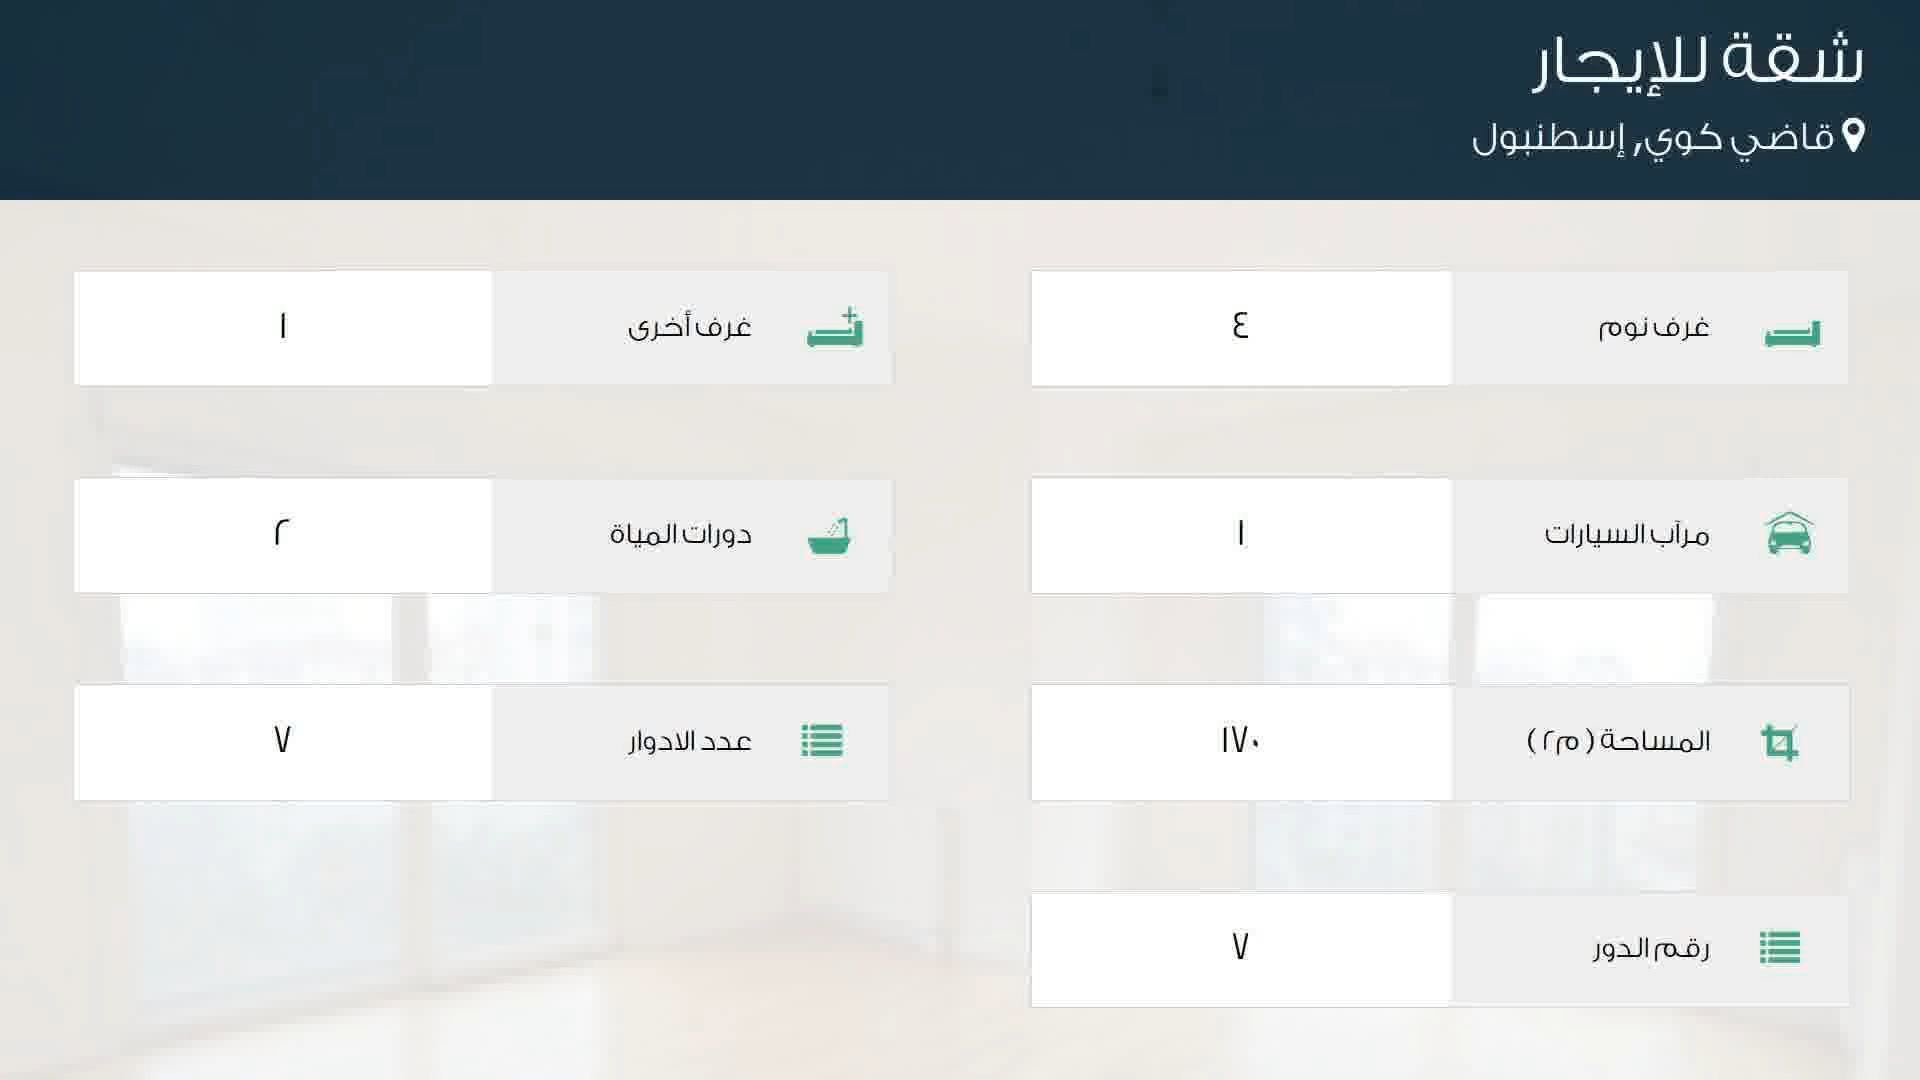 شقة للإيجار
قاضي كوي, إسطنبول
غرف نوم
٤
غرف أخرى
١
مرآب السيارات
١
دورات المياة
٢
المساحة ( م٢ )
١٧٠
عدد الادوار
٧
رقم الدور
٧